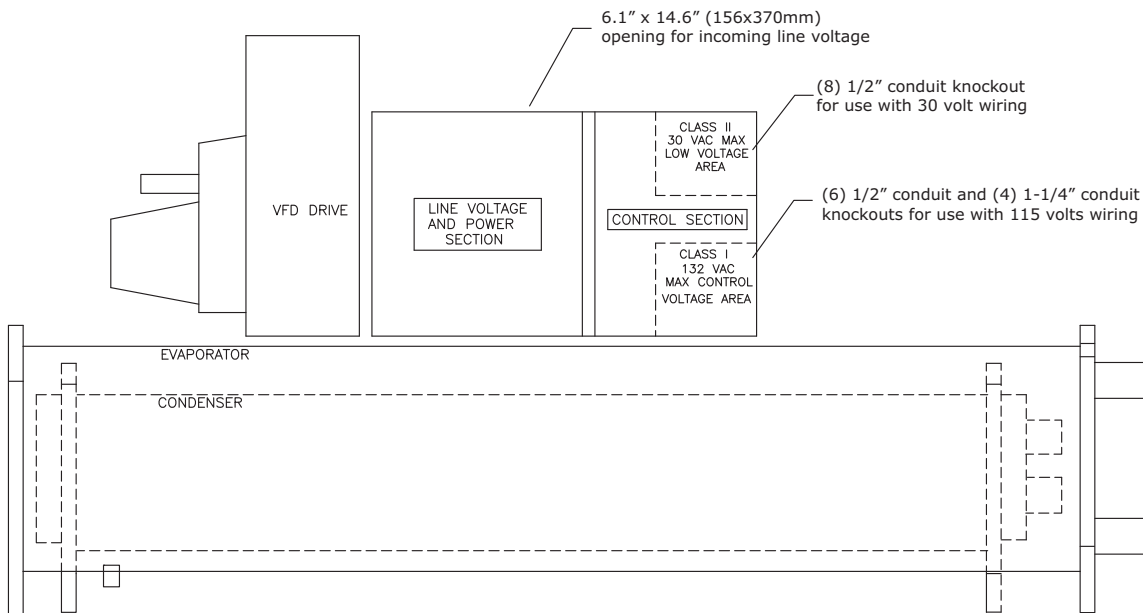 6.1” x 14.6” (156x370mm)
opening for incoming line voltage
(8) 1/2” conduit knockout
for use with 30 volt wiring
CLASS II
30 VAC MAX
LOW VOLTAGE
AREA
(6) 1/2” conduit and (4) 1-1/4” conduit
knockouts for use with 115 volts wiring
VFD DRIVE
LINE VOLTAGE
AND POWER
SECTION
CONTROL SECTION
CLASS I
132 VAC
MAX CONTROL
VOLTAGE AREA
EVAPORATOR
CONDENSER